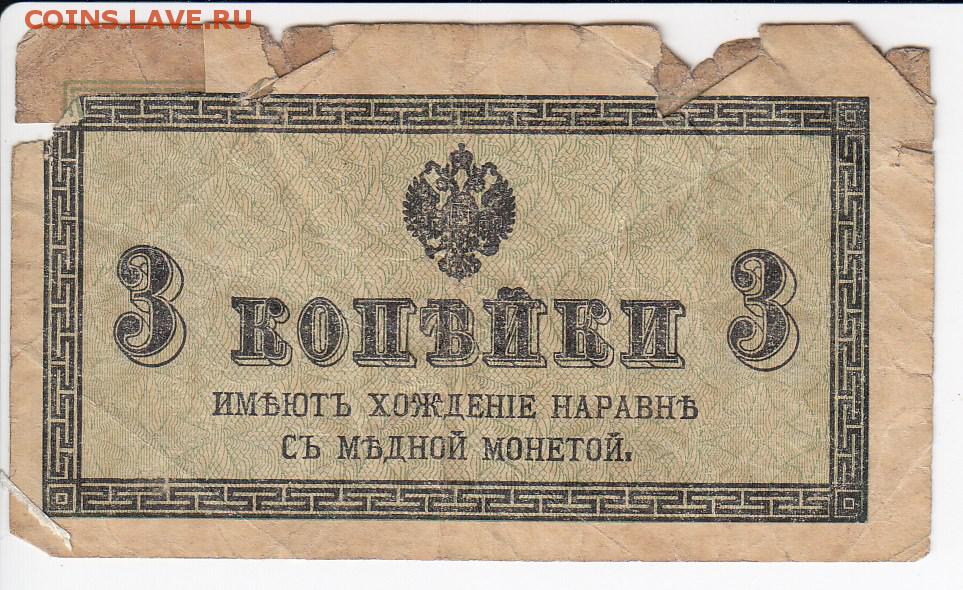 COINS.LAVE.RU
3 КОПѢЙКИ 3
ИМѢЮТЪ ХОЖДЕНІЕ НАРАВНѢ
СЪ МѢДНОЙ МОНЕТОЙ.